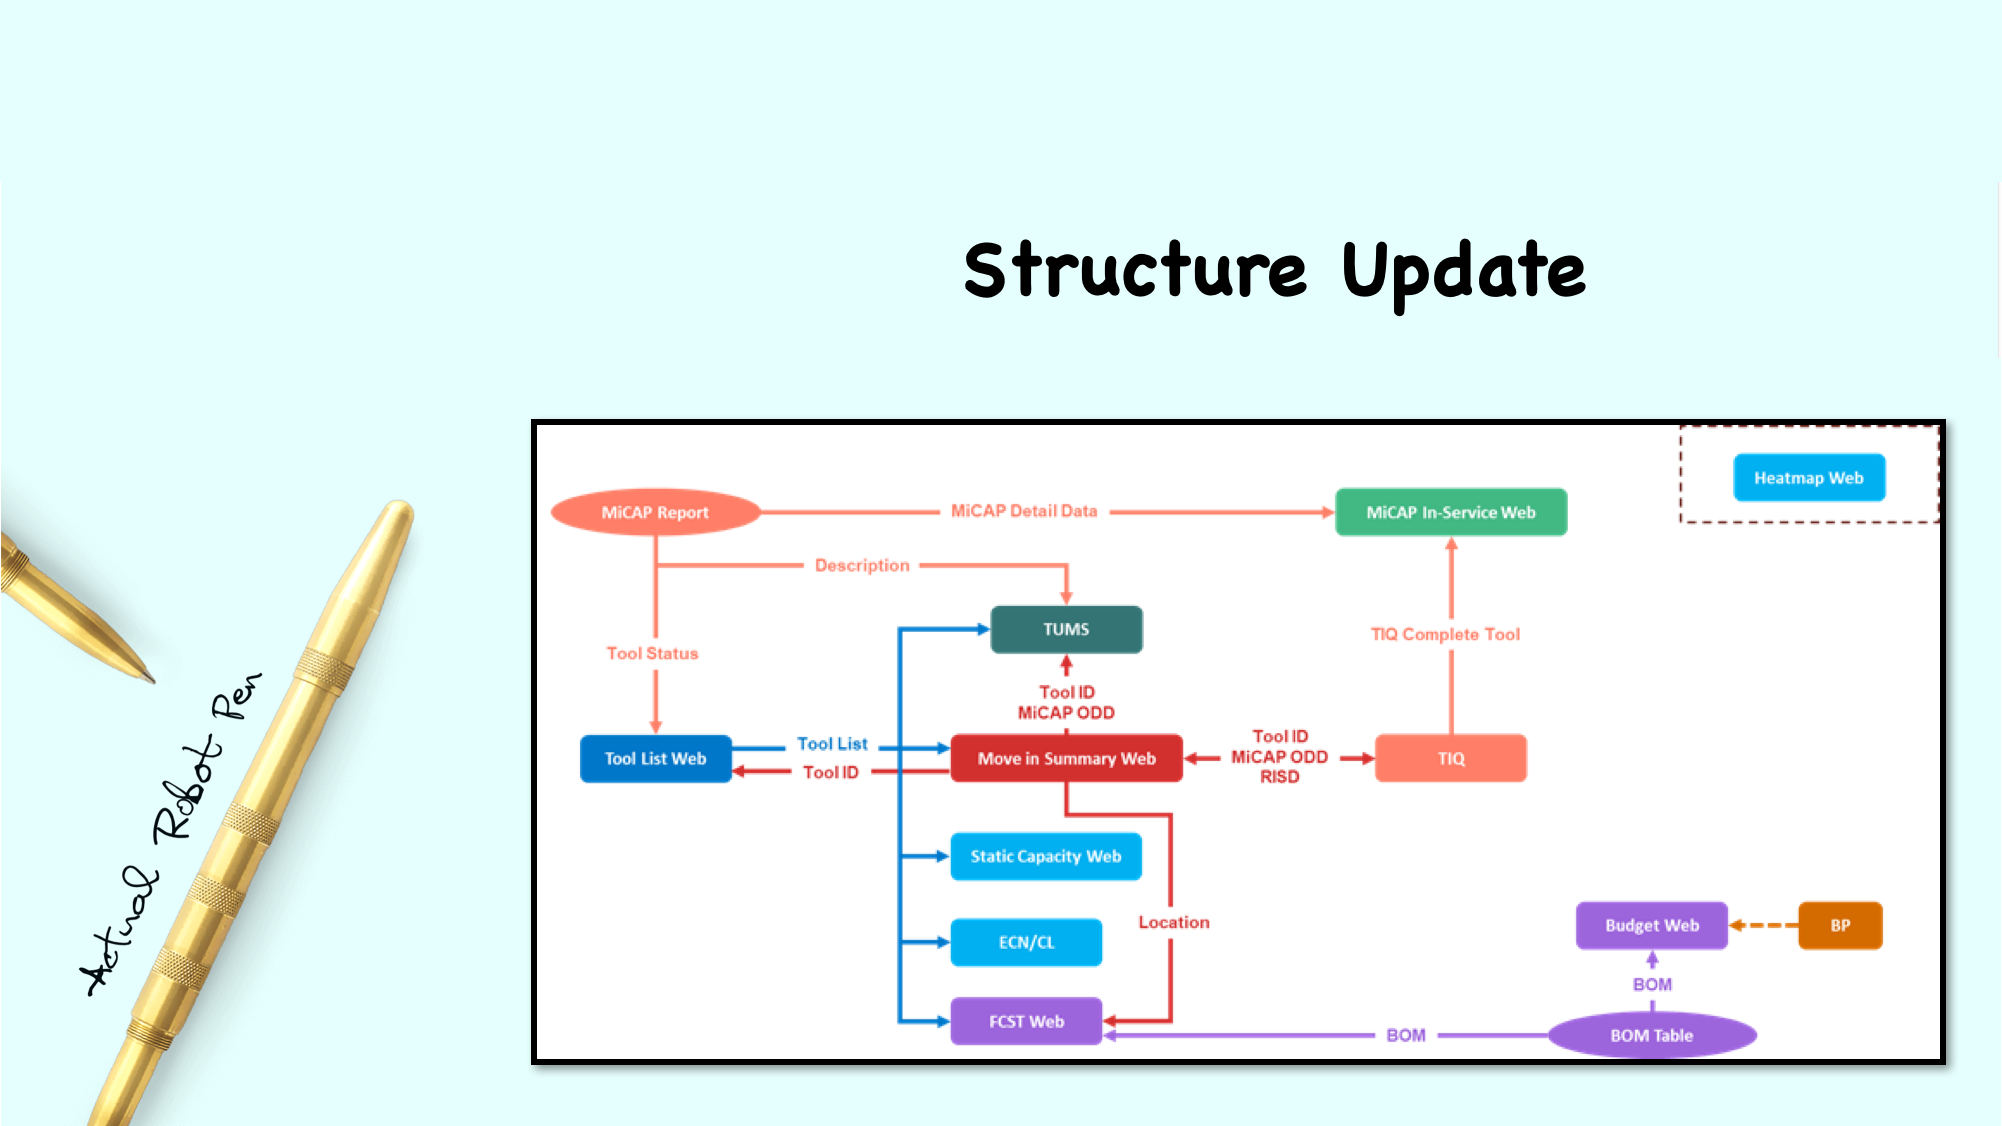 Structure Update
Heatmap Web
MiCAP Report
MiCAP Detail Data
MiCAP In-Service Web
Description
TUMS
TIQ Complete Tool
Tool Status
Tool ID
MiCAP ODD
Tool List Web
Tool List
Tool ID
Move in Summary Web
Tool ID
MiCAP ODD
RISD
TIQ
Static Capacity Web
Location
ECN/CL
Budget Web
BP
BOM
FCST Web
BOM
BOM Table
Actual Robot Pen